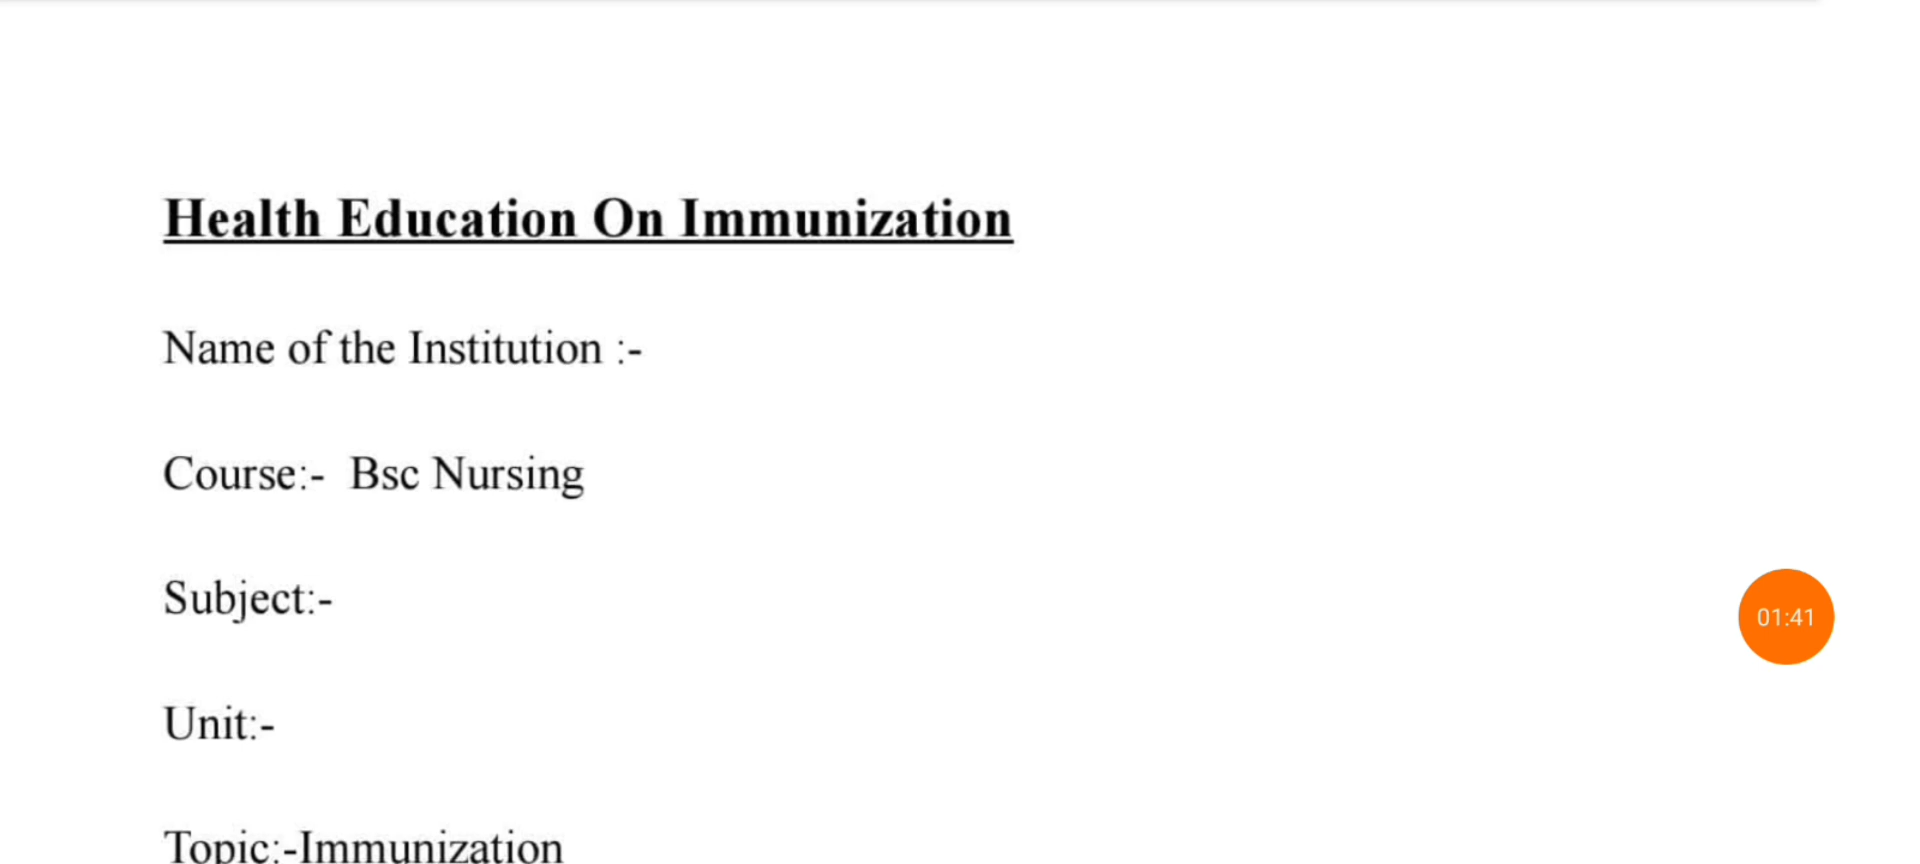 Health Education On Immunization
Name of the Institution :-
Course:-  Bsc Nursing
Subject:-
01:41
Unit:-
Topic:-Immunization